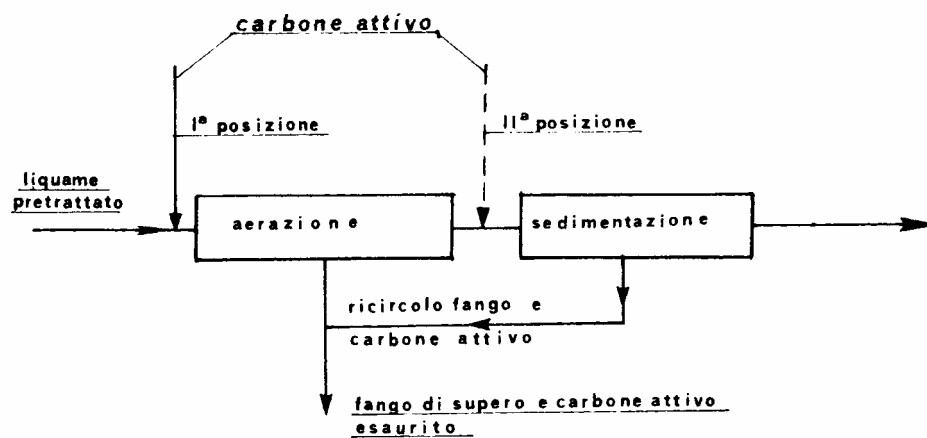 carbone attivo
Iª posizione
IIª posizione
liquame
pretrattato
aerazione
sedimentazione
ricircolo fango e
carbone attivo
fango di supero e carbone attivo
esaurito